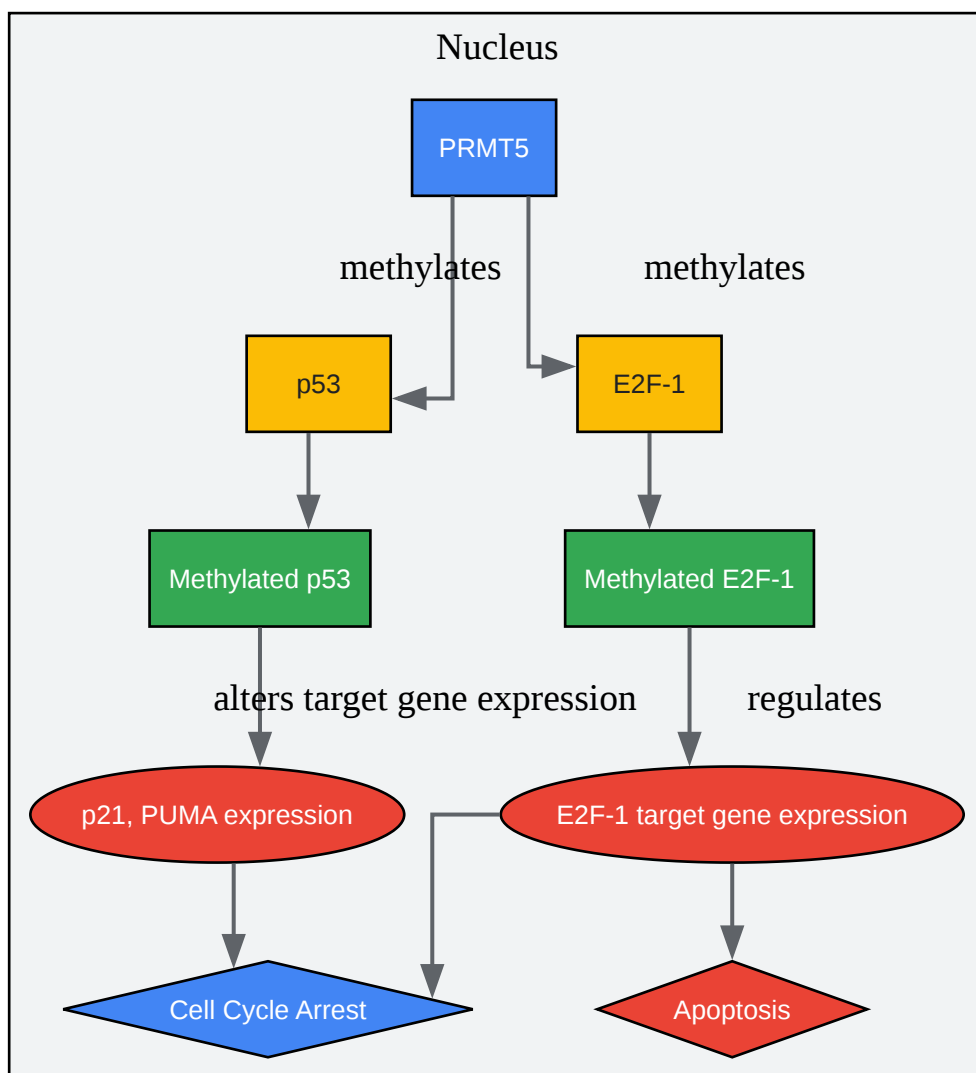 Nucleus
PRMT5
methylates
methylates
p53
E2F-1
Methylated p53
Methylated E2F-1
alters target gene expression
regulates
p21, PUMA expression
E2F-1 target gene expression
Cell Cycle Arrest
Apoptosis